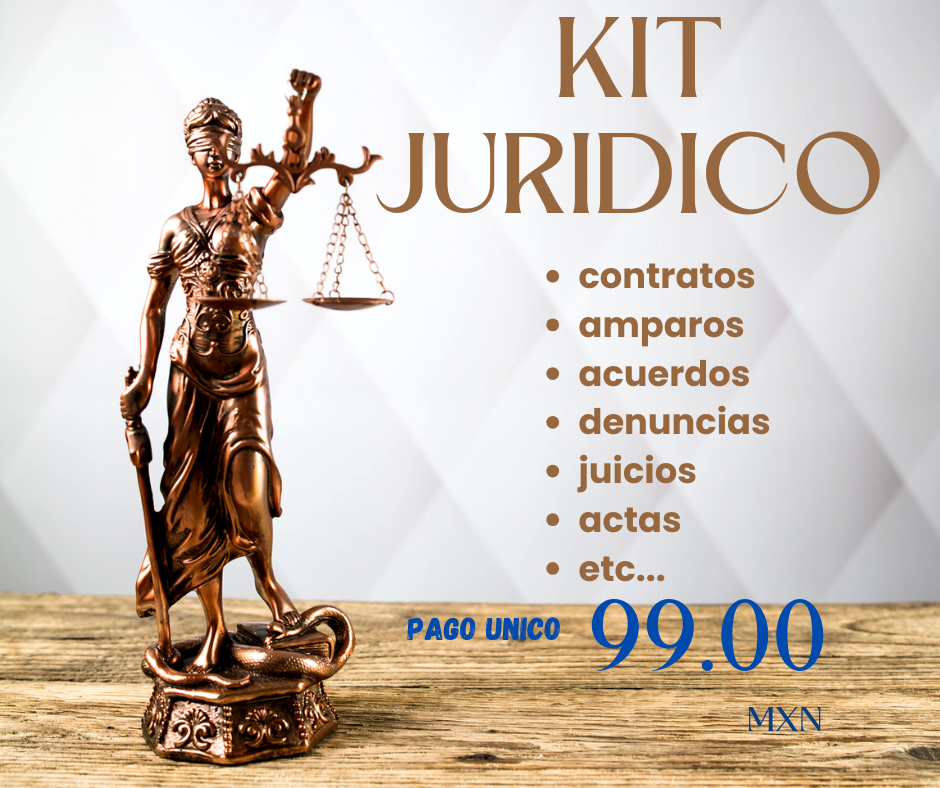 KIT
JURIDICO
• contratos
• amparos
• acuerdos
• denuncias
• juicios
• actas
• etc...
PAGO UNICO 99.00
MXN